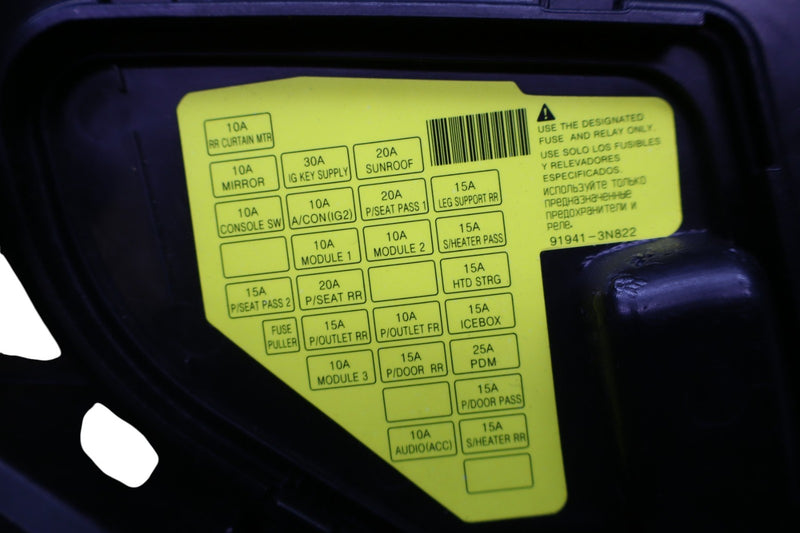 10A
RR CURTAIN MTR
10A
MIRROR
30A
IG KEY SUPPLY
20A
SUNROOF
10A
CONSOLE SW
10A
A/CON(IG2)
20A
P/SEAT PASS 1
15A
LEG SUPPORT RR
10A
MODULE 1
10A
MODULE 2
15A
S/HEATER PASS
15A
P/SEAT PASS 2
20A
P/SEAT RR
15A
HTD STRG
FUSE
PULLER
15A
P/OUTLET RR
10A
P/OUTLET FR
15A
ICEBOX
10A
MODULE 3
15A
P/DOOR RR
25A
PDM
15A
P/DOOR PASS
10A
AUDIO(ACC)
15A
S/HEATER RR
USE THE DESIGNATED
FUSE AND RELAY ONLY.
USE SOLO LOS FUSIBLES
Y RELEVADORES
ESPECIFICADOS.
ИСПОЛЬЗУЙТЕ ТОЛЬКО
ПРЕДНАЗНАЧЕННЫЕ
ПРЕДОХРАНИТЕЛИ И
РЕЛЕ.
91941-3N822